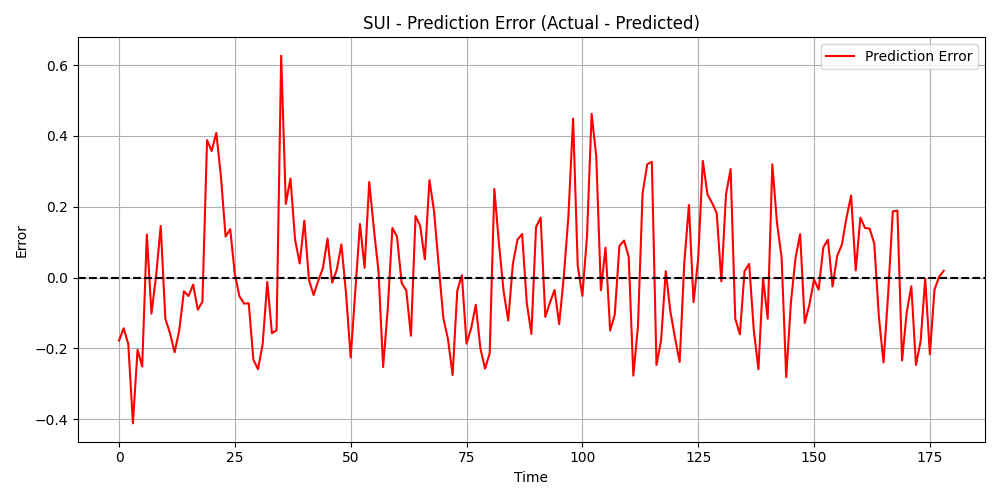 SUI - Prediction Error (Actual - Predicted)
Prediction Error
0.6
0.4
0.2
0.0
−0.2
−0.4
Error
0 25 50 75 100 125 150 175
Time